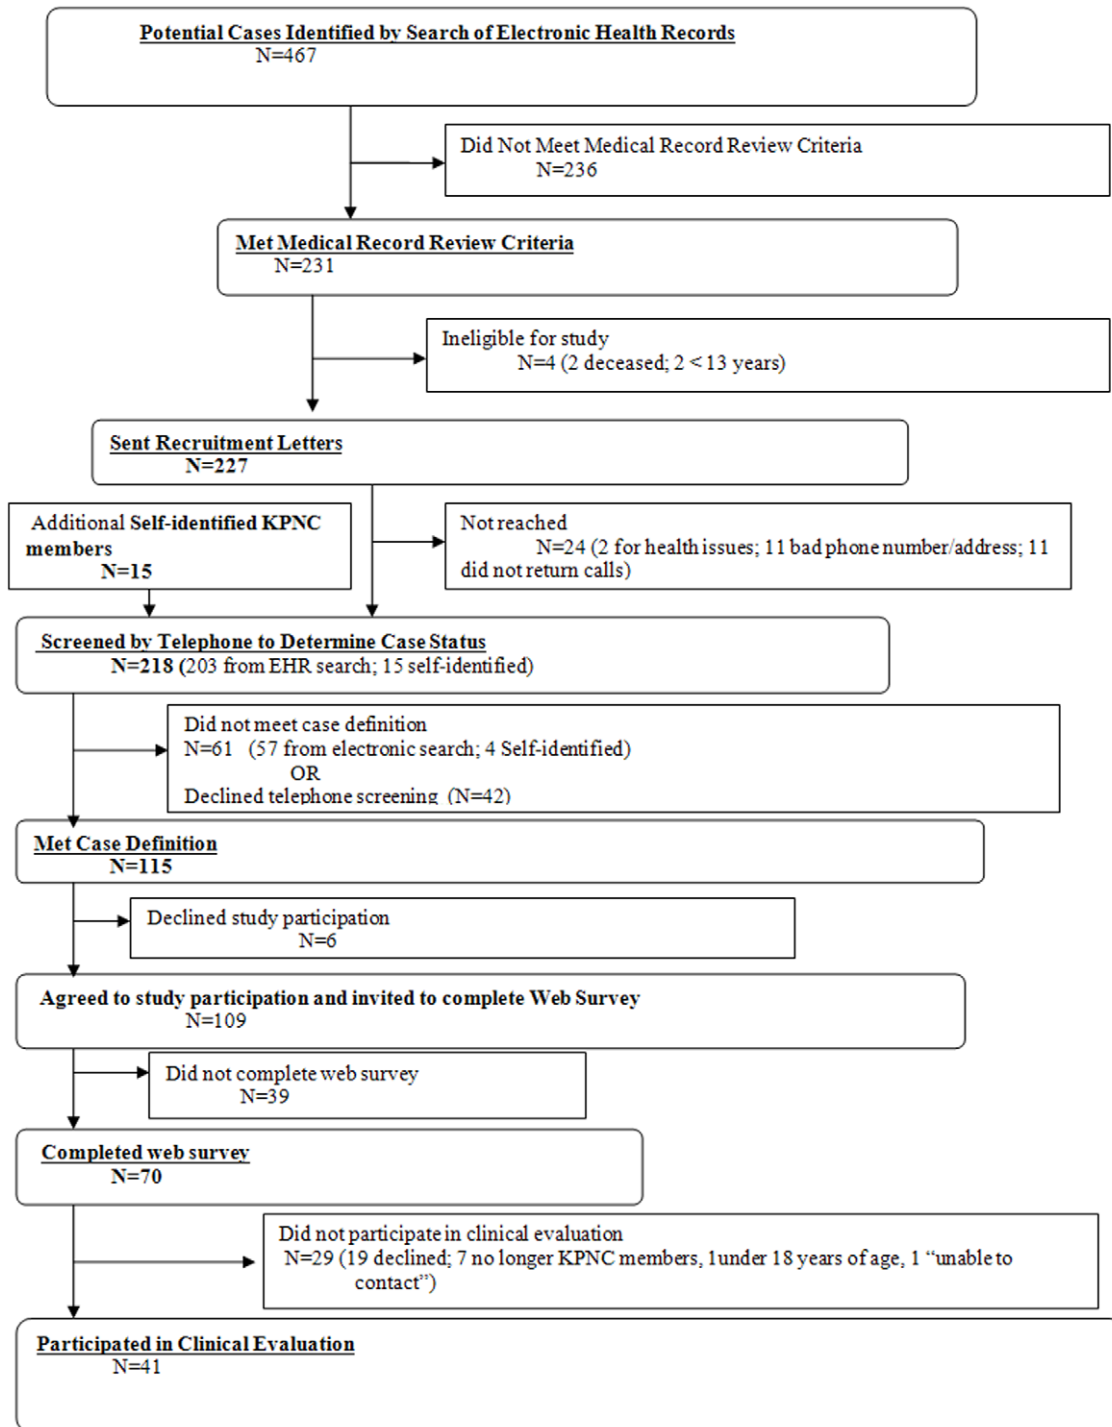 Potential Cases Identified by Search of Electronic Health Records
N=467
Did Not Meet Medical Record Review Criteria
N=236
Met Medical Record Review Criteria
N=231
Ineligible for study
N=4 (2 deceased; 2 < 13 years)
Sent Recruitment Letters
N=227
Additional Self-identified KPNC
members
N=15
Not reached
N=24 (2 for health issues; 11 bad phone number/address; 11
did not return calls)
Screened by Telephone to Determine Case Status
N=218 (203 from EHR search; 15 self-identified)
Did not meet case definition
N=61 (57 from electronic search; 4 Self-identified)
OR
Declined telephone screening (N=42)
Met Case Definition
N=115
Declined study participation
N=6
Agreed to study participation and invited to complete Web Survey
N=109
Did not complete web survey
N=39
Completed web survey
N=70
Did not participate in clinical evaluation
N=29 (19 declined; 7 no longer KPNC members, 1under 18 years of age, 1 “unable to
contact”)
Participated in Clinical Evaluation
N=41